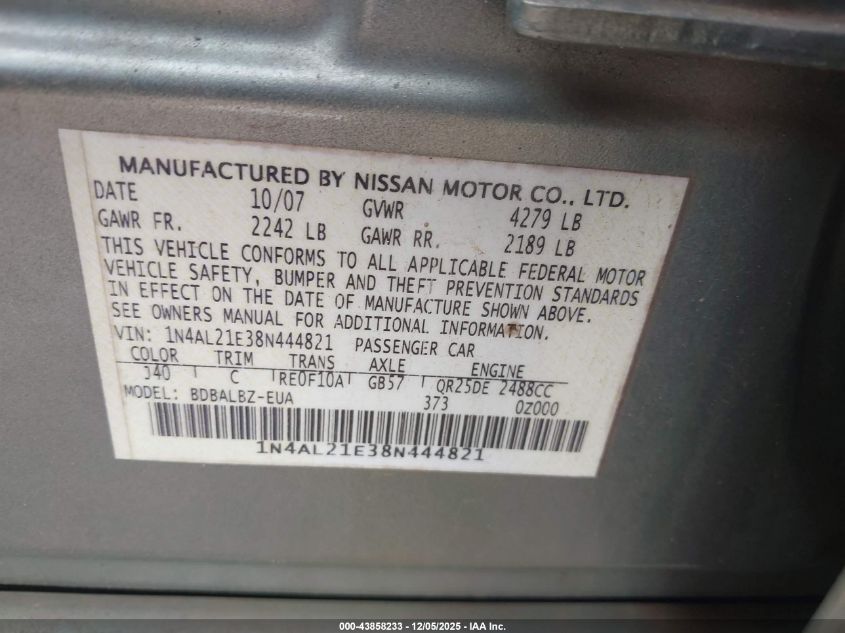 MANUFACTURED BY NISSAN MOTOR CO., LTD.
DATE 10/07 GVWR 4279 LB
GAWR FR. 2242 LB GAWR RR. 2189 LB
THIS VEHICLE CONFORMS TO ALL APPLICABLE FEDERAL MOTOR
VEHICLE SAFETY, BUMPER AND THEFT PREVENTION STANDARDS
IN EFFECT ON THE DATE OF MANUFACTURE SHOWN ABOVE.
SEE OWNERS MANUAL FOR ADDITIONAL INFORMATION.
VIN: 1N4AL21E38N444821 PASSENGER CAR
COLOR TRIM TRANS AXLE ENGINE
J40 C RE0F10A GB57 QR25DE 2488CC
MODEL: BDBALBZ-EUA 373 0Z000
1N4AL21E38N444821
000-43858233 - 12/05/2025 - IAA Inc.